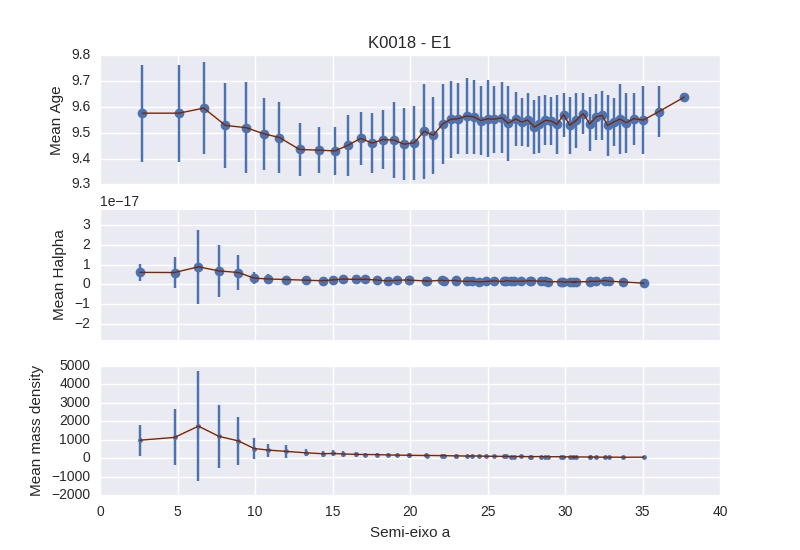 K0018 - E1
9.8
9.7
9.6
9.5
9.4
9.3
Mean Age
1e−17
3
2
1
0
−1
−2
Mean Halpha
5000
4000
3000
2000
1000
0
−1000
−2000
Mean mass density
0 5 10 15 20 25 30 35 40
Semi-eixo a